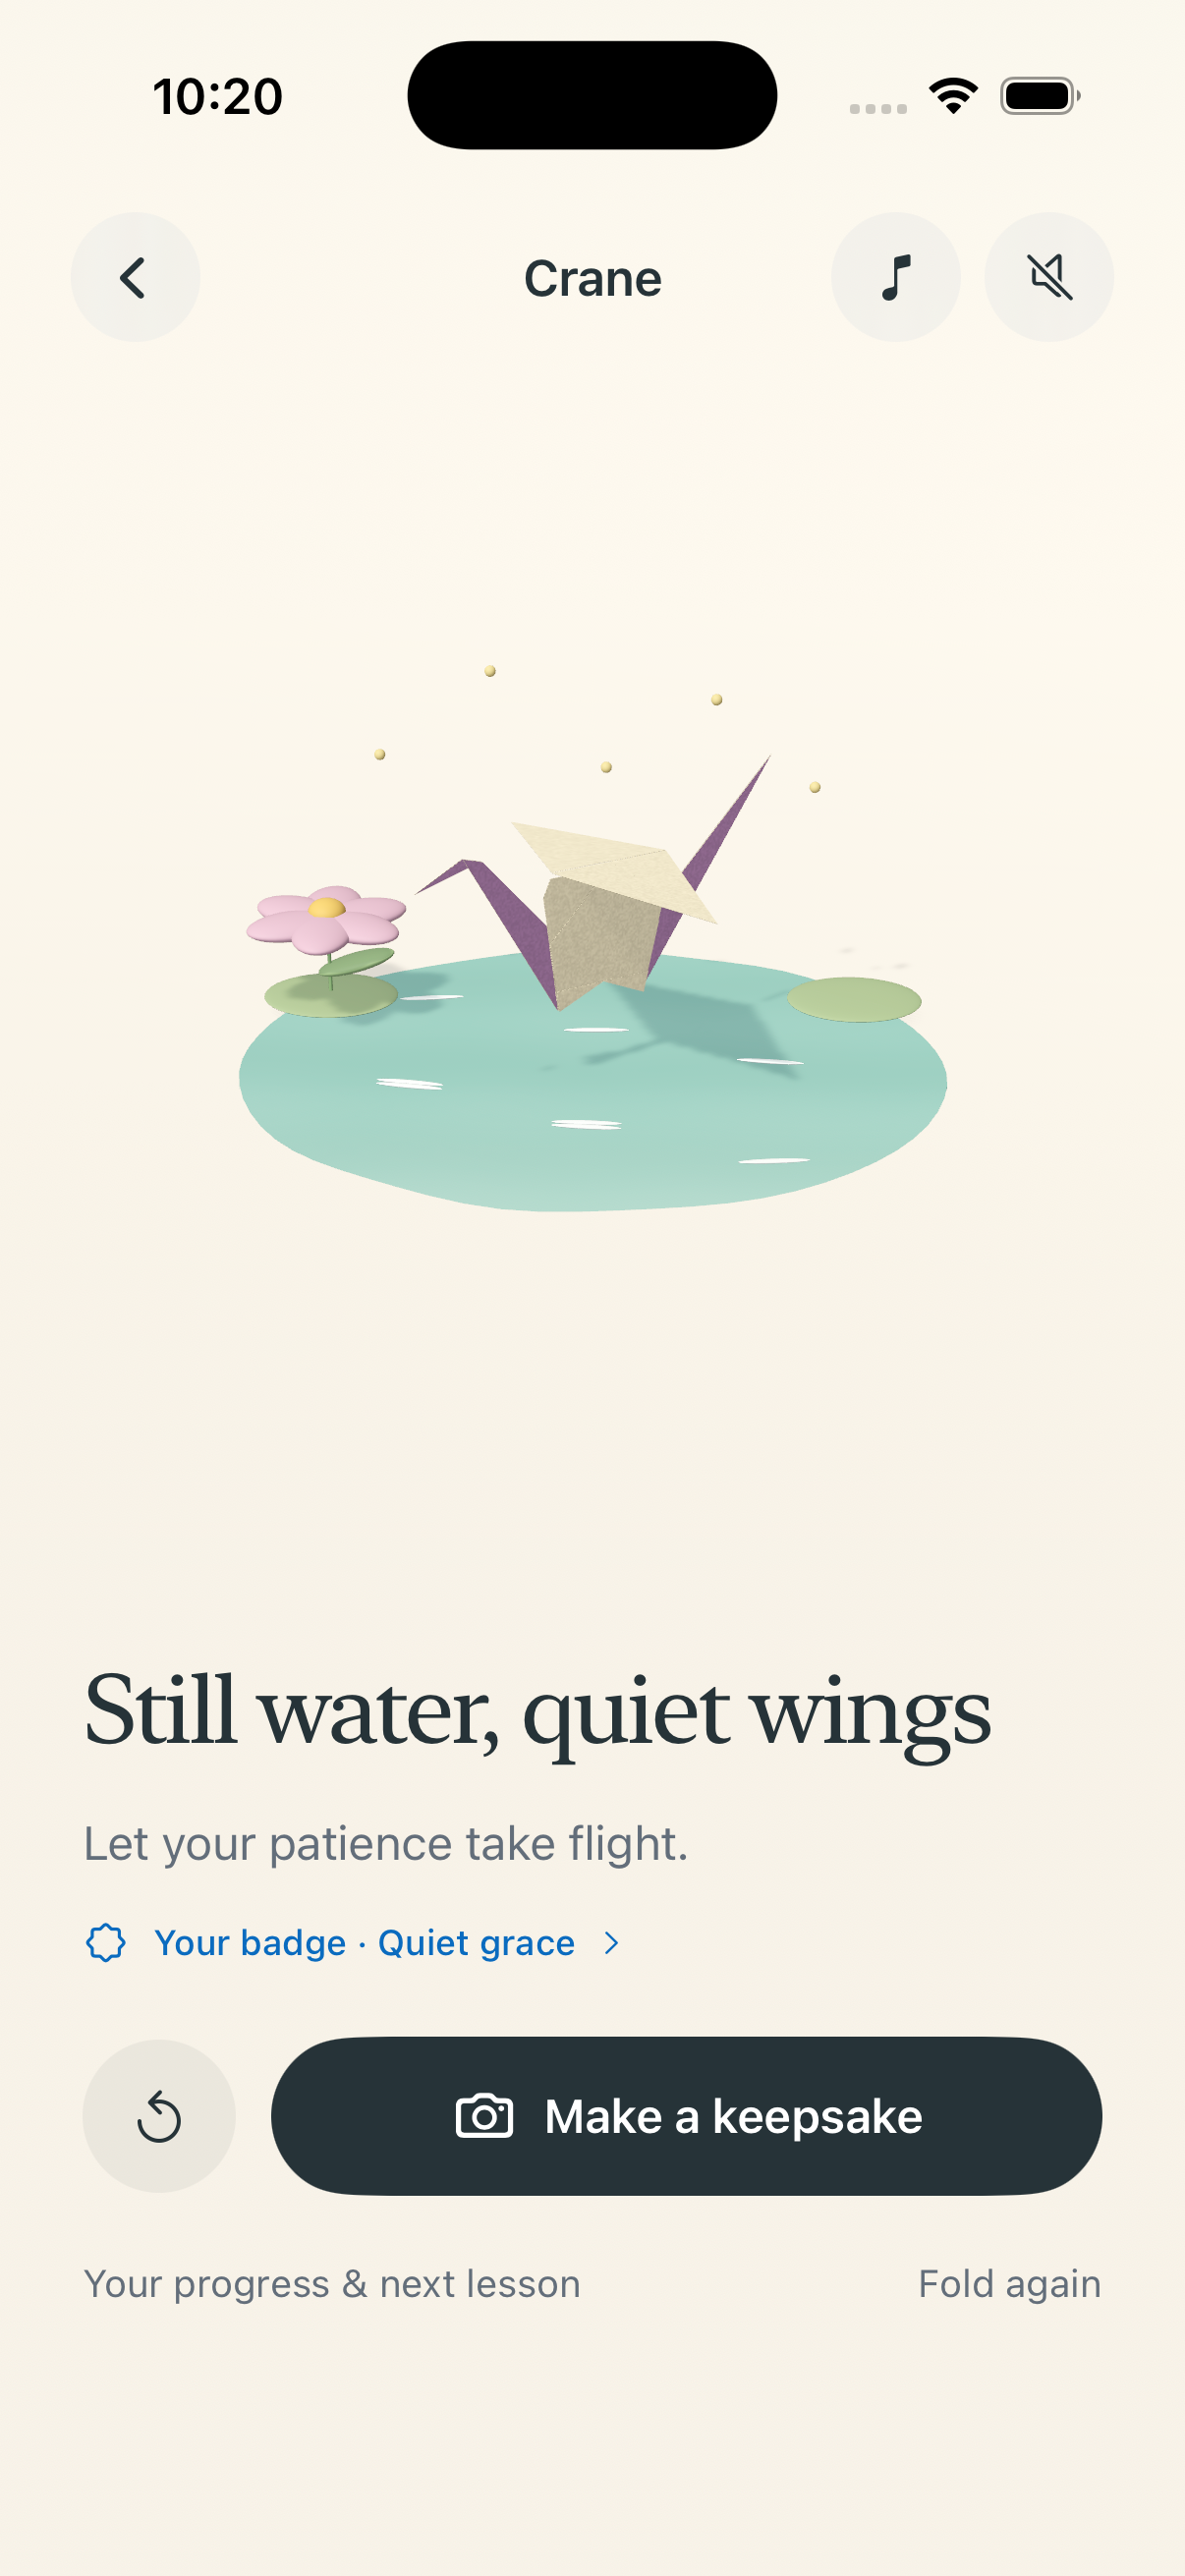 10:20
Crane
Still water, quiet wings
Let your patience take flight.
Your badge · Quiet grace
Make a keepsake
Your progress & next lesson
Fold again